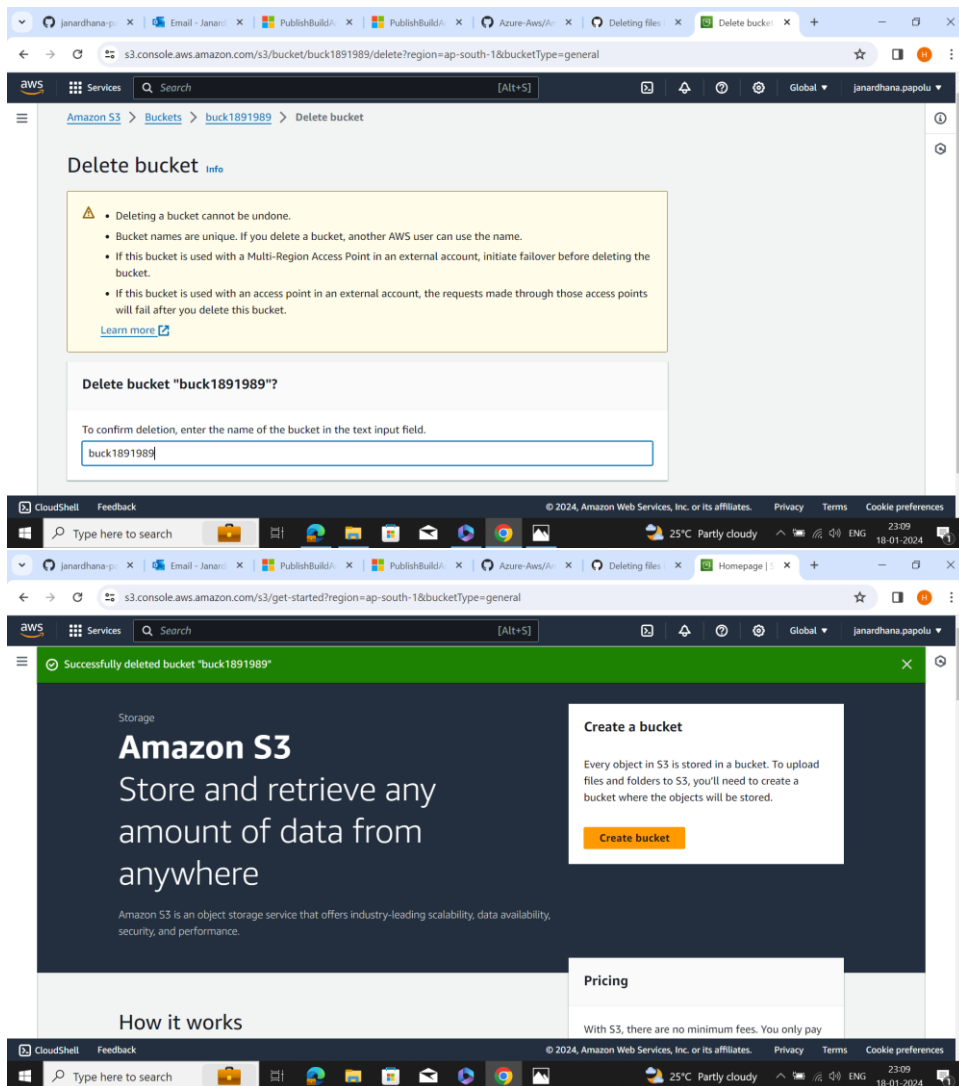 janardhana-pa
Email - Janard
PublishBuildA
PublishBuildA
Azure-Aws/Az
Deleting files
Delete bucket
s3.console.aws.amazon.com/s3/bucket/buck1891989/delete?region=ap-south-1&bucketType=general
aws Services Search [Alt+S] Global janardhana.papolu
Amazon S3 > Buckets > buck1891989 > Delete bucket
Delete bucket Info
• Deleting a bucket cannot be undone.
• Bucket names are unique. If you delete a bucket, another AWS user can use the name.
• If this bucket is used with a Multi-Region Access Point in an external account, initiate failover before deleting the
bucket.
• If this bucket is used with an access point in an external account, the requests made through those access points
will fail after you delete this bucket.
Learn more
Delete bucket "buck1891989"?
To confirm deletion, enter the name of the bucket in the text input field.
buck1891989
CloudShell Feedback © 2024, Amazon Web Services, Inc. or its affiliates. Privacy Terms Cookie preferences
Type here to search 25°C Partly cloudy ENG 23:09
18-01-2024
janardhana-pa
Email - Janard
PublishBuildA
PublishBuildA
Azure-Aws/Az
Deleting files
Homepage | S
s3.console.aws.amazon.com/s3/get-started?region=ap-south-1&bucketType=general
aws Services Search [Alt+S] Global janardhana.papolu
Successfully deleted bucket "buck1891989"
Storage
Amazon S3
Store and retrieve any
amount of data from
anywhere
Amazon S3 is an object storage service that offers industry-leading scalability, data availability,
security, and performance.
Create a bucket
Every object in S3 is stored in a bucket. To upload
files and folders to S3, you'll need to create a
bucket where the objects will be stored.
Create bucket
Pricing
With S3, there are no minimum fees. You only pay
How it works
CloudShell Feedback © 2024, Amazon Web Services, Inc. or its affiliates. Privacy Terms Cookie preferences
Type here to search 25°C Partly cloudy ENG 23:09
18-01-2024